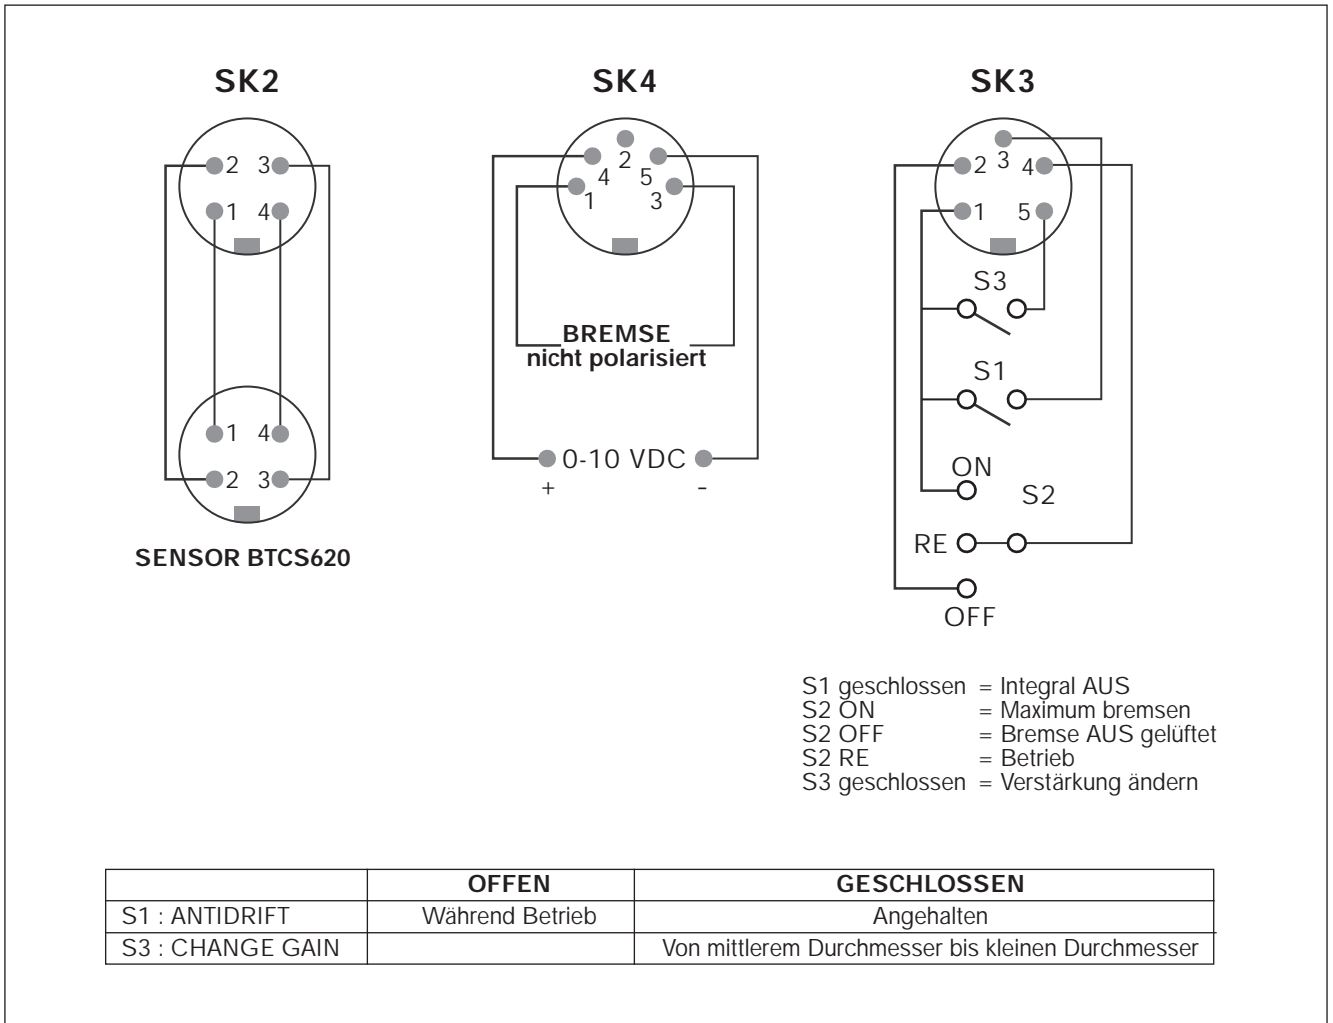 SK2
SK4
SK3
2 3
1 4
1 4
2 3
SENSOR BTCS620
2
4 5
1 3
BREMSE
nicht polarisiert
0-10 VDC
+ -
3
2 4
1 5
S3
S1
ON
S2
RE
OFF
S1 geschlossen = Integral AUS
S2 ON = Maximum bremsen
S2 OFF = Bremse AUS gelüftet
S2 RE = Betrieb
S3 geschlossen = Verstärkung ändern
OFFEN GESCHLOSSEN
S1 : ANTIDRIFT Während Betrieb Angehalten
S3 : CHANGE GAIN Von mittlerem Durchmesser bis kleinen Durchmesser